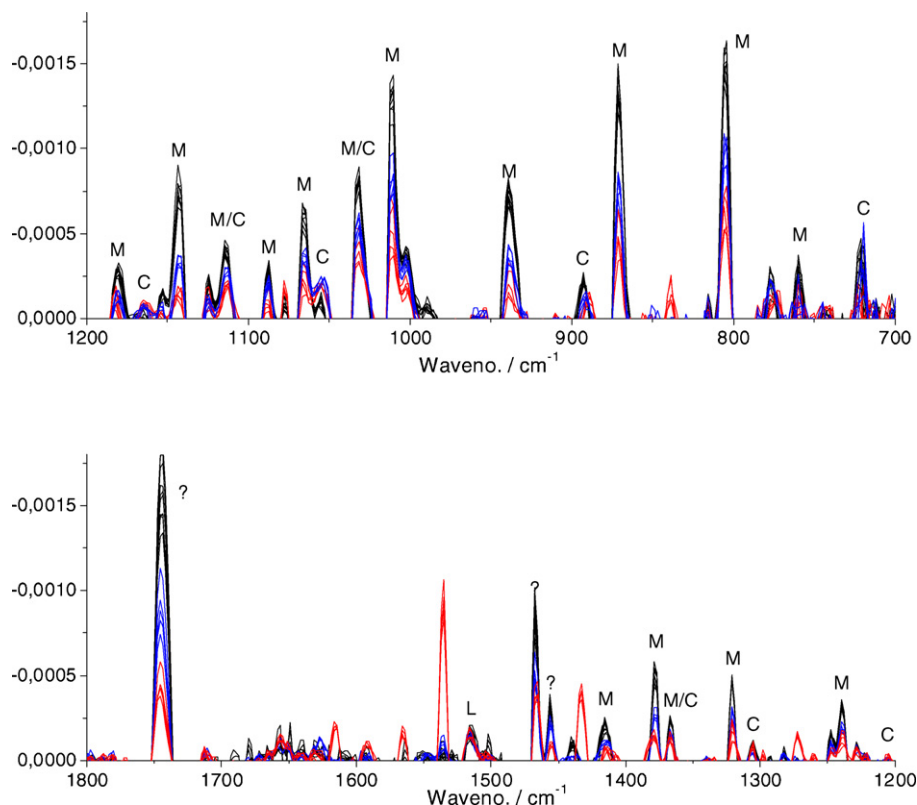 -0,0015
-0,0010
-0,0005
0,0000
M
C
M
M/C
M
M
C
M/C
M
M
C
M
M
M
C
1200
1100
1000
900
800
700
Waveno. / cm⁻¹
-0,0015
-0,0010
-0,0005
0,0000
?
L
?
?
M
M
M/C
M
C
M
C
1800
1700
1600
1500
1400
1300
1200
Waveno. / cm⁻¹